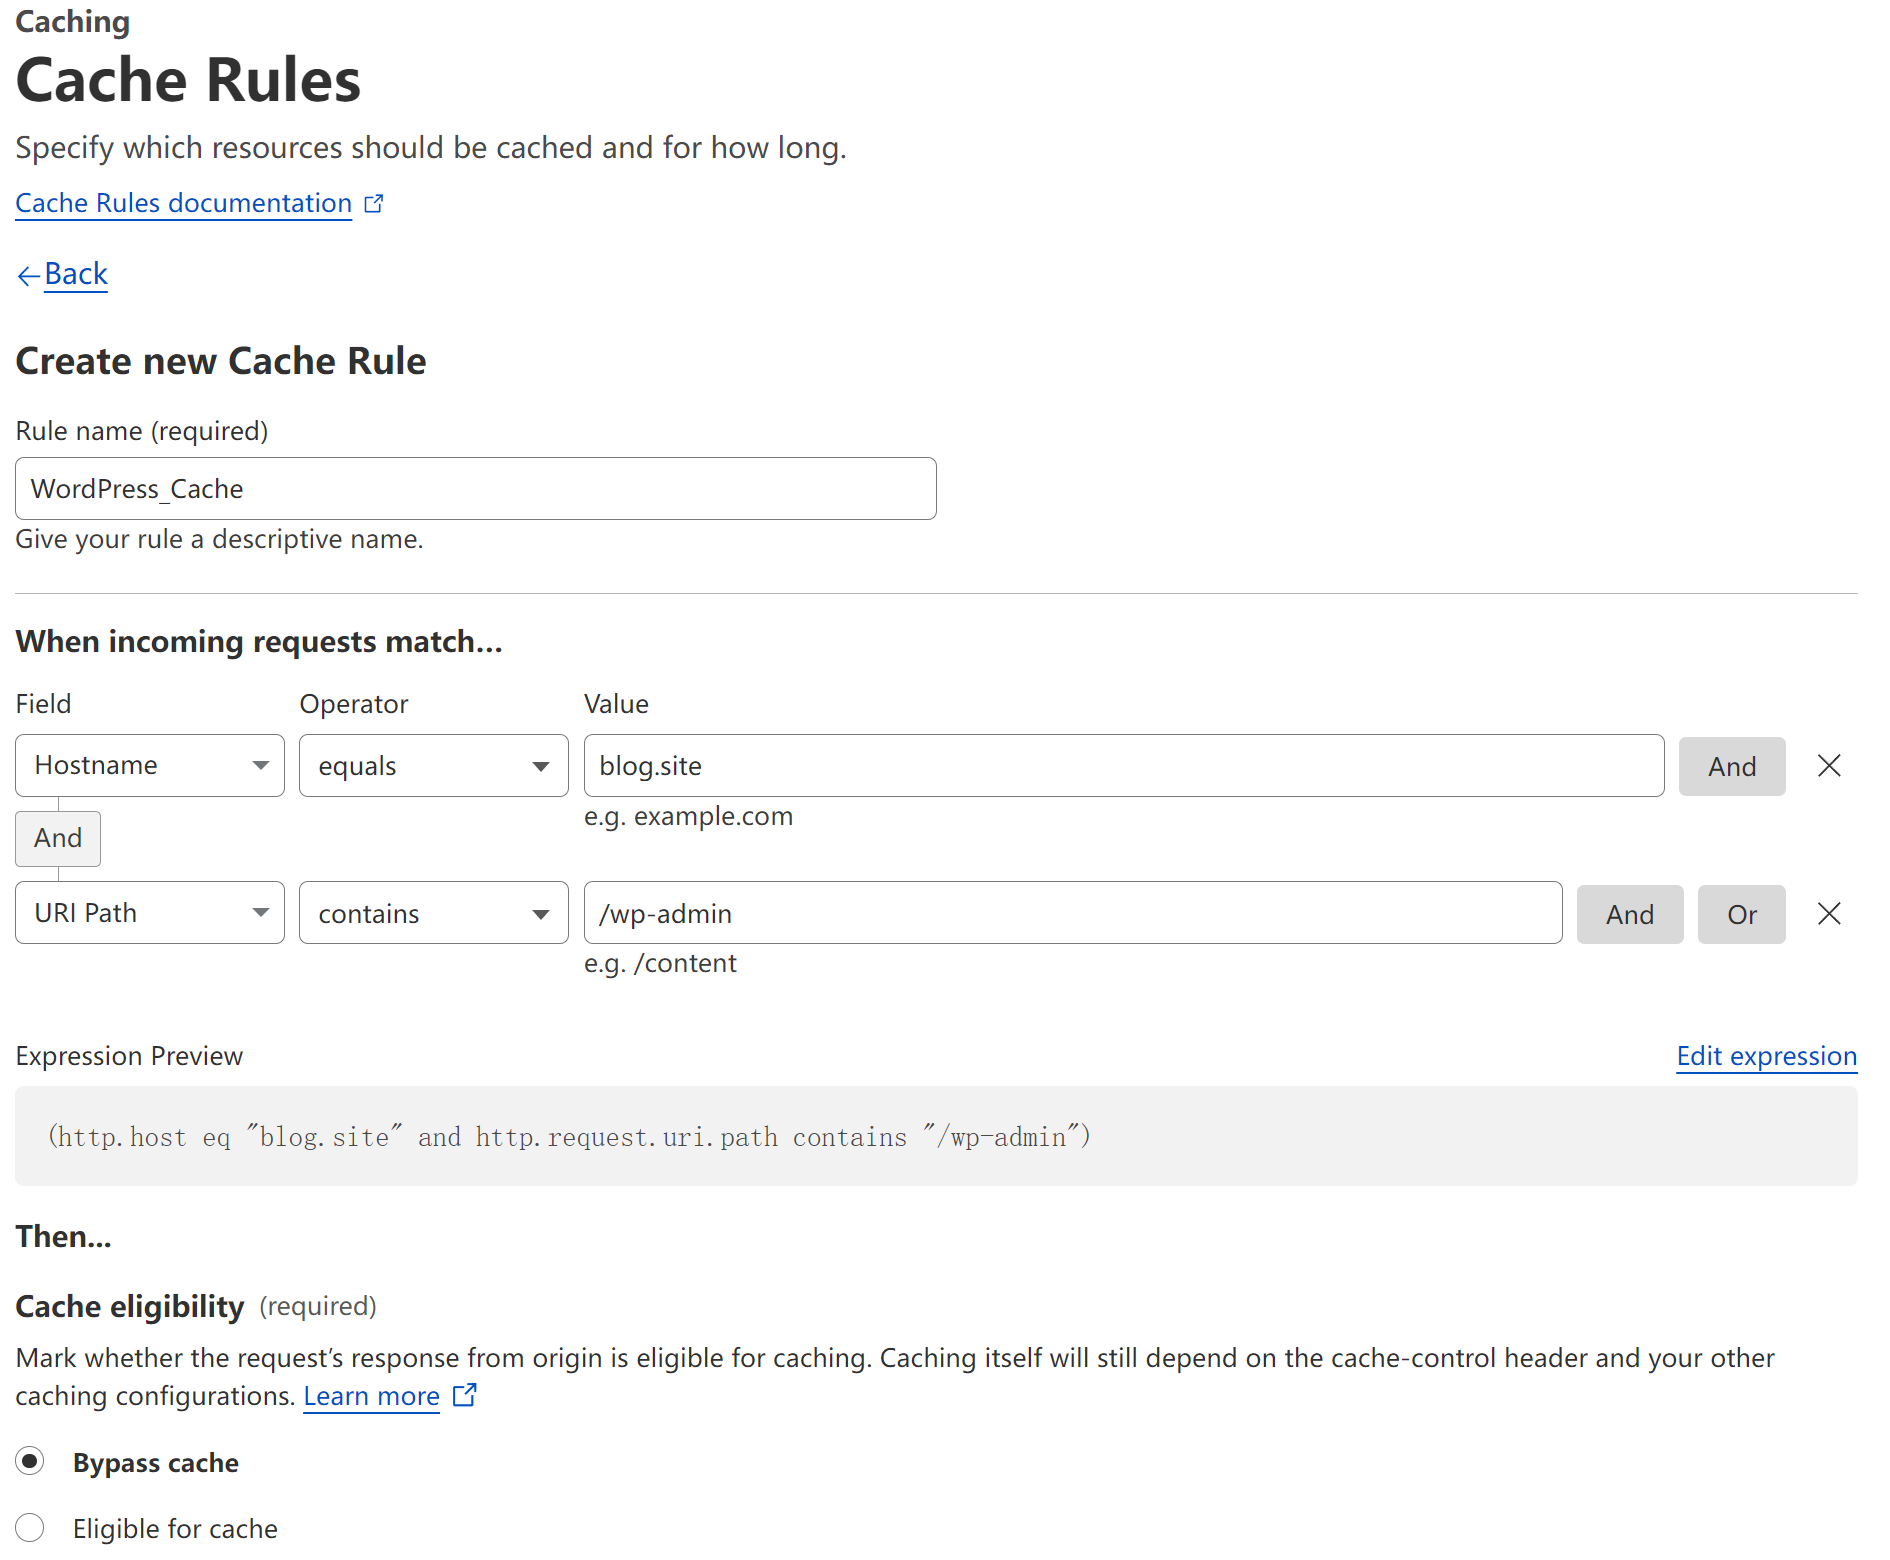 Caching
Cache Rules
Specify which resources should be cached and for how long.
Cache Rules documentation
Back
Create new Cache Rule
Rule name (required)
WordPress_Cache
Give your rule a descriptive name.
When incoming requests match...
Field Operator Value
Hostname equals blog.site And
e.g. example.com
And
URI Path contains /wp-admin And Or
e.g. /content
Expression Preview Edit expression
(http.host eq "blog.site" and http.request.uri.path contains "/wp-admin")
Then...
Cache eligibility (required)
Mark whether the request’s response from origin is eligible for caching. Caching itself will still depend on the cache-control header and your other
caching configurations. Learn more
Bypass cache
Eligible for cache